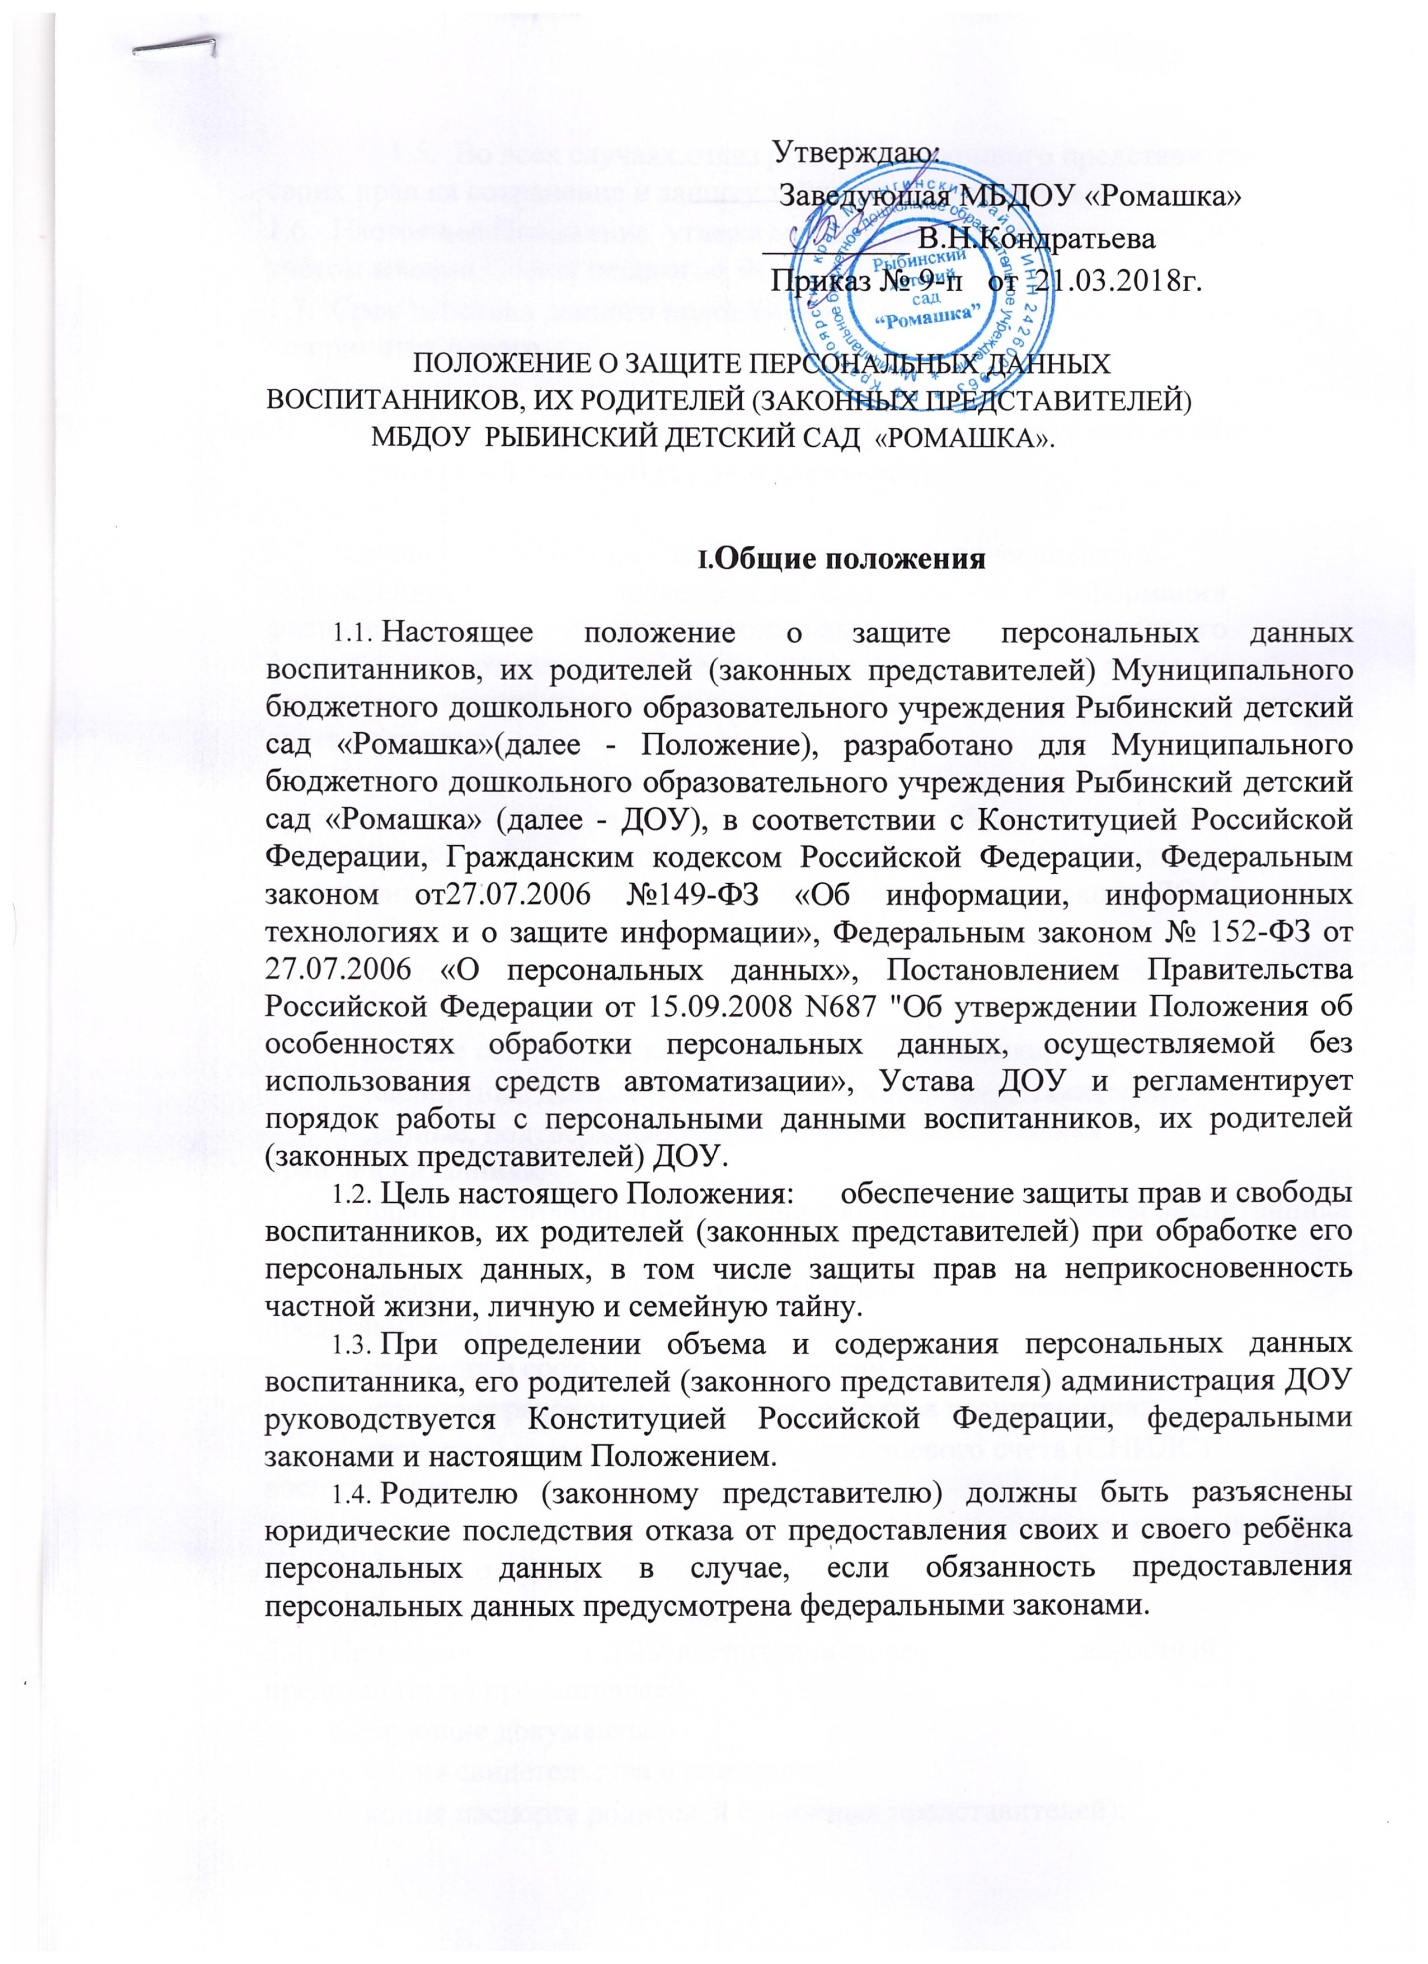 Утверждаю:
Заведующая МБДОУ «Ромашка»
__________ В.Н.Кондратьева
Приказ № 9-п от 21.03.2018г.
Рыбинский
детский
сад
“Ромашка”
ПОЛОЖЕНИЕ О ЗАЩИТЕ ПЕРСОНАЛЬНЫХ ДАННЫХ
ВОСПИТАННИКОВ, ИХ РОДИТЕЛЕЙ (ЗАКОННЫХ ПРЕДСТАВИТЕЛЕЙ)
МБДОУ РЫБИНСКИЙ ДЕТСКИЙ САД «РОМАШКА».
I.Общие положения
1.1. Настоящее положение о защите персональных данных
воспитанников, их родителей (законных представителей) Муниципального
бюджетного дошкольного образовательного учреждения Рыбинский детский
сад «Ромашка»(далее - Положение), разработано для Муниципального
бюджетного дошкольного образовательного учреждения Рыбинский детский
сад «Ромашка» (далее - ДОУ), в соответствии с Конституцией Российской
Федерации, Гражданским кодексом Российской Федерации, Федеральным
законом от27.07.2006 №149-ФЗ «Об информации, информационных
технологиях и о защите информации», Федеральным законом № 152-ФЗ от
27.07.2006 «О персональных данных», Постановлением Правительства
Российской Федерации от 15.09.2008 N687 "Об утверждении Положения об
особенностях обработки персональных данных, осуществляемой без
использования средств автоматизации», Устава ДОУ и регламентирует
порядок работы с персональными данными воспитанников, их родителей
(законных представителей) ДОУ.
1.2. Цель настоящего Положения: обеспечение защиты прав и свободы
воспитанников, их родителей (законных представителей) при обработке его
персональных данных, в том числе защиты прав на неприкосновенность
частной жизни, личную и семейную тайну.
1.3. При определении объема и содержания персональных данных
воспитанника, его родителей (законного представителя) администрация ДОУ
руководствуется Конституцией Российской Федерации, федеральными
законами и настоящим Положением.
1.4. Родителю (законному представителю) должны быть разъяснены
юридические последствия отказа от предоставления своих и своего ребёнка
персональных данных в случае, если обязанность предоставления
персональных данных предусмотрена федеральными законами.